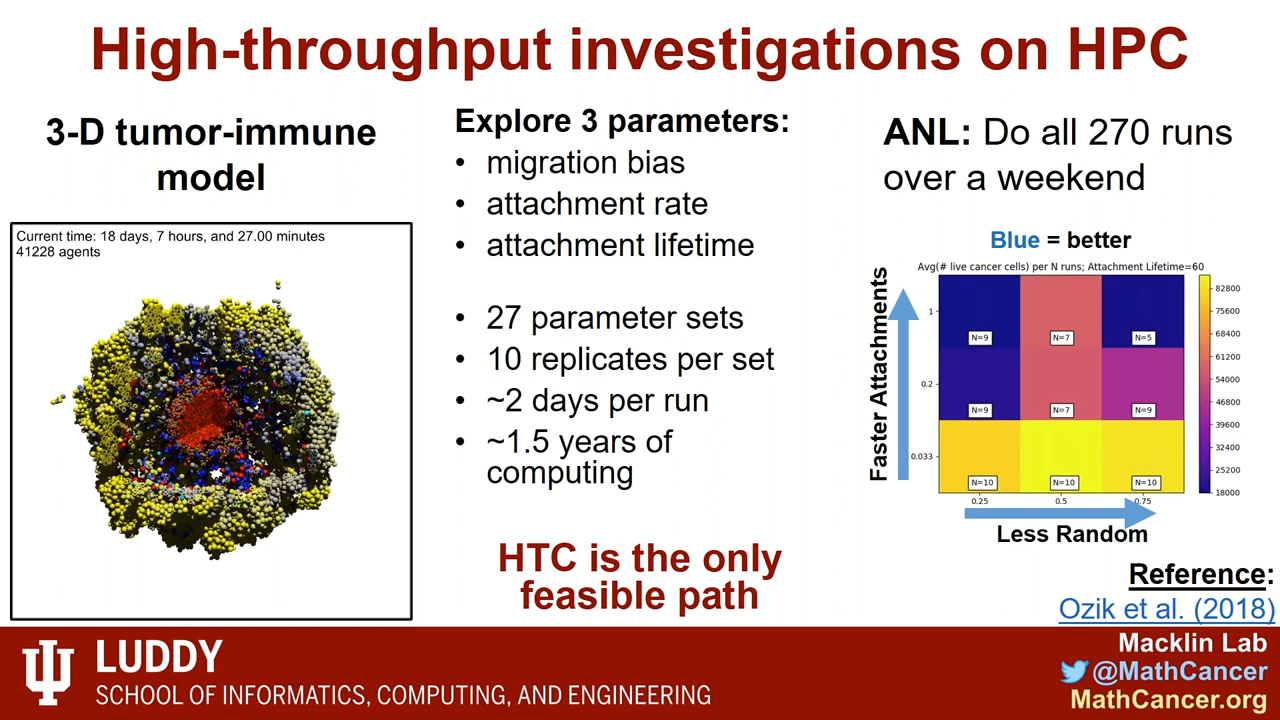 High-throughput investigations on HPC
3-D tumor-immune
model
Current time: 18 days, 7 hours, and 27.00 minutes
41228 agents
Explore 3 parameters:
• migration bias
• attachment rate
• attachment lifetime
• 27 parameter sets
• 10 replicates per set
• ~2 days per run
• ~1.5 years of
computing
HTC is the only
feasible path
ANL: Do all 270 runs
over a weekend
Blue = better
Avg(# live cancer cells) per N runs; Attachment Lifetime=60
Faster Attachments
1
0.2
0.033
N=9
N=7
N=5
N=9
N=7
N=9
N=10
N=10
N=10
0.25
0.5
0.75
82800
75600
68400
61200
54000
46800
39600
32400
25200
18000
Less Random
Reference:
Ozik et al. (2018)
LUDDY
SCHOOL OF INFORMATICS, COMPUTING, AND ENGINEERING
Macklin Lab
@MathCancer
MathCancer.org